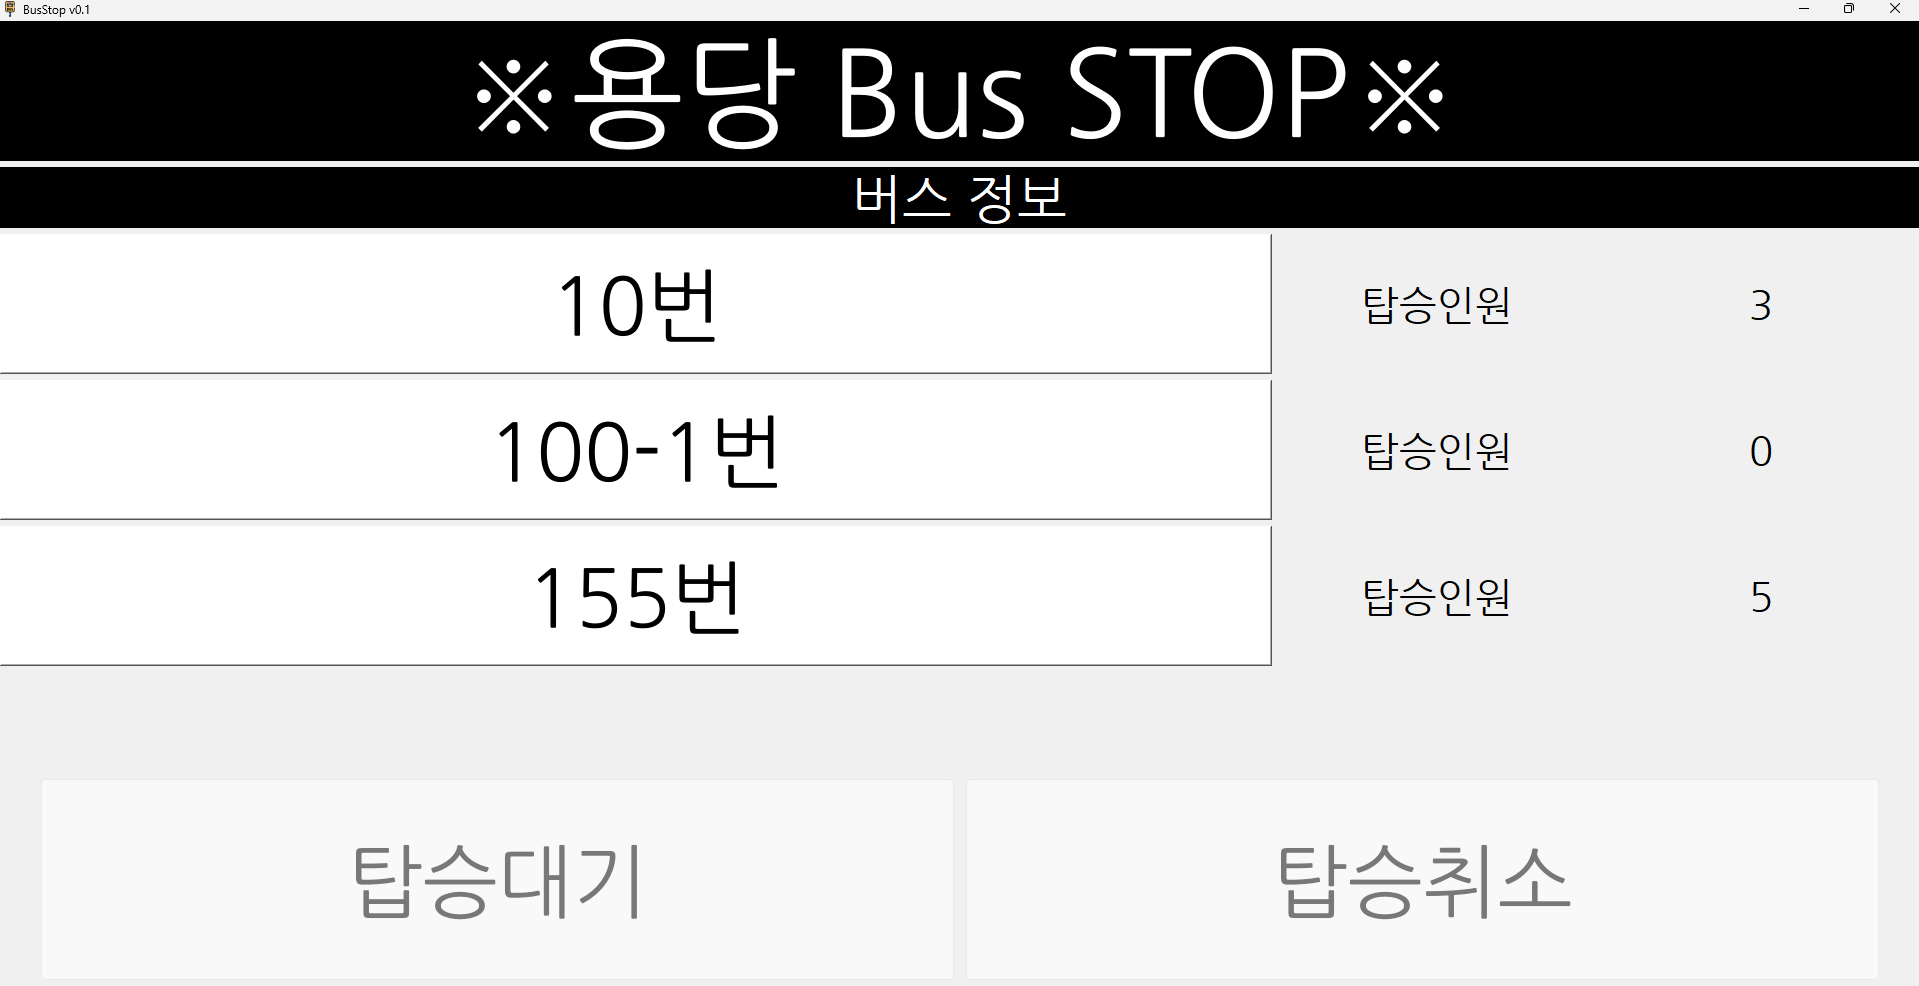 BusStop v0.1
※용당 Bus STOP※
버스 정보
10번 탑승인원 3
100-1번 탑승인원 0
155번 탑승인원 5
탑승대기 탑승취소